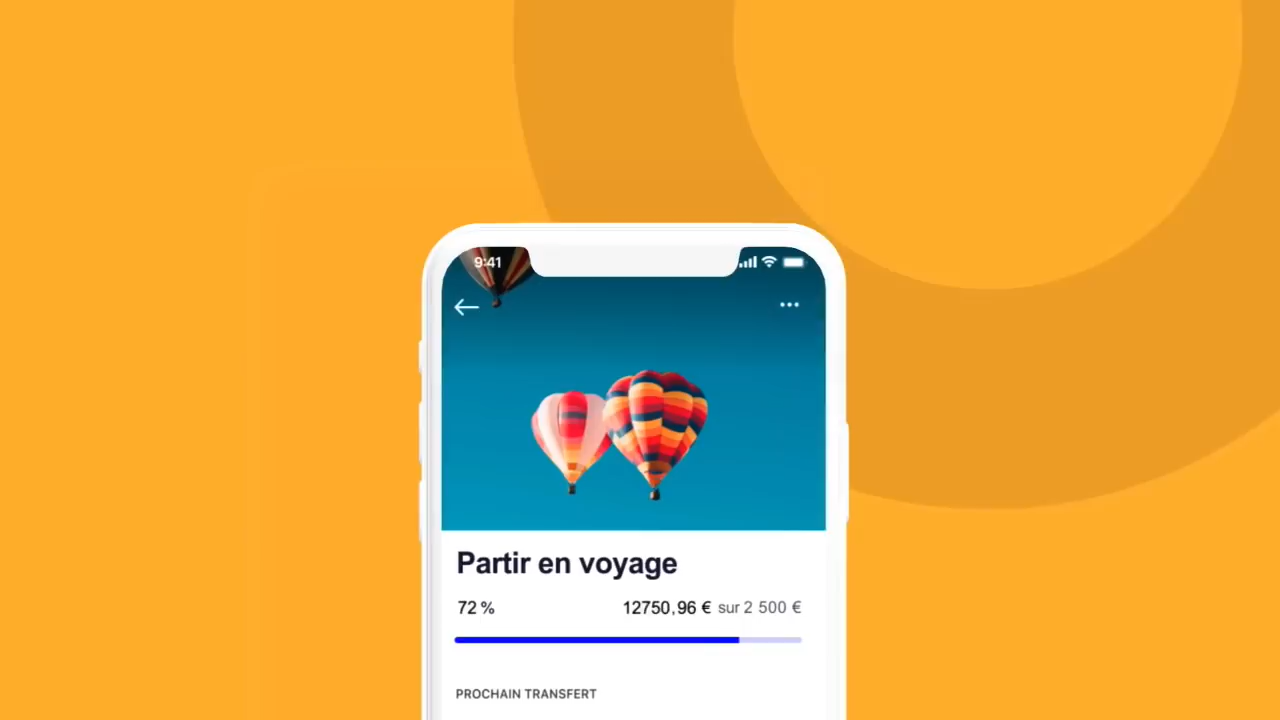 9:41
Partir en voyage
72 % 12750,96 € sur 2 500 €
PROCHAIN TRANSFERT